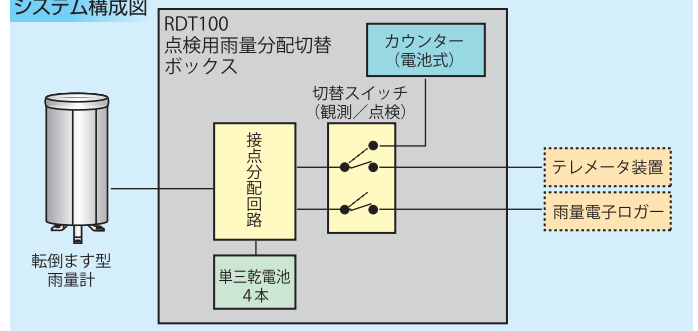 システム構成図
RDT100
点検用雨量分配切替
ボックス
カウンター
（電池式）
切替スイッチ
（観測／点検）
接点分配回路
テレメータ装置
雨量電子ロガー
転倒ます型
雨量計
単三乾電池
４本